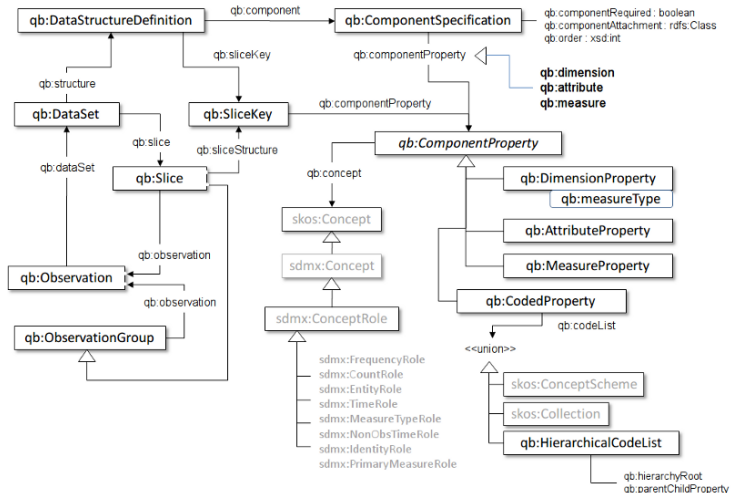 qb:DataStructureDefinition
qb:component
qb:ComponentSpecification
qb:componentRequired : boolean
qb:componentAttachment : rdfs:Class
qb:order : xsd:int
qb:sliceKey
qb:componentProperty
qb:dimension
qb:attribute
qb:measure
qb:structure
qb:DataSet
qb:SliceKey
qb:componentProperty
qb:slice
qb:sliceStructure
qb:ComponentProperty
qb:dataSet
qb:Slice
qb:concept
qb:DimensionProperty
qb:measureType
skos:Concept
qb:AttributeProperty
qb:observation
sdmx:Concept
qb:MeasureProperty
qb:Observation
qb:observation
qb:CodedProperty
sdmx:ConceptRole
qb:codeList
qb:ObservationGroup
<<union>>
sdmx:FrequencyRole
sdmx:CountRole
sdmx:EntityRole
sdmx:TimeRole
sdmx:MeasureTypeRole
sdmx:NonObsTimeRole
sdmx:IdentityRole
sdmx:PrimaryMeasureRole
skos:ConceptScheme
skos:Collection
qb:HierarchicalCodeList
qb:hierarchyRoot
qb:parentChildProperty